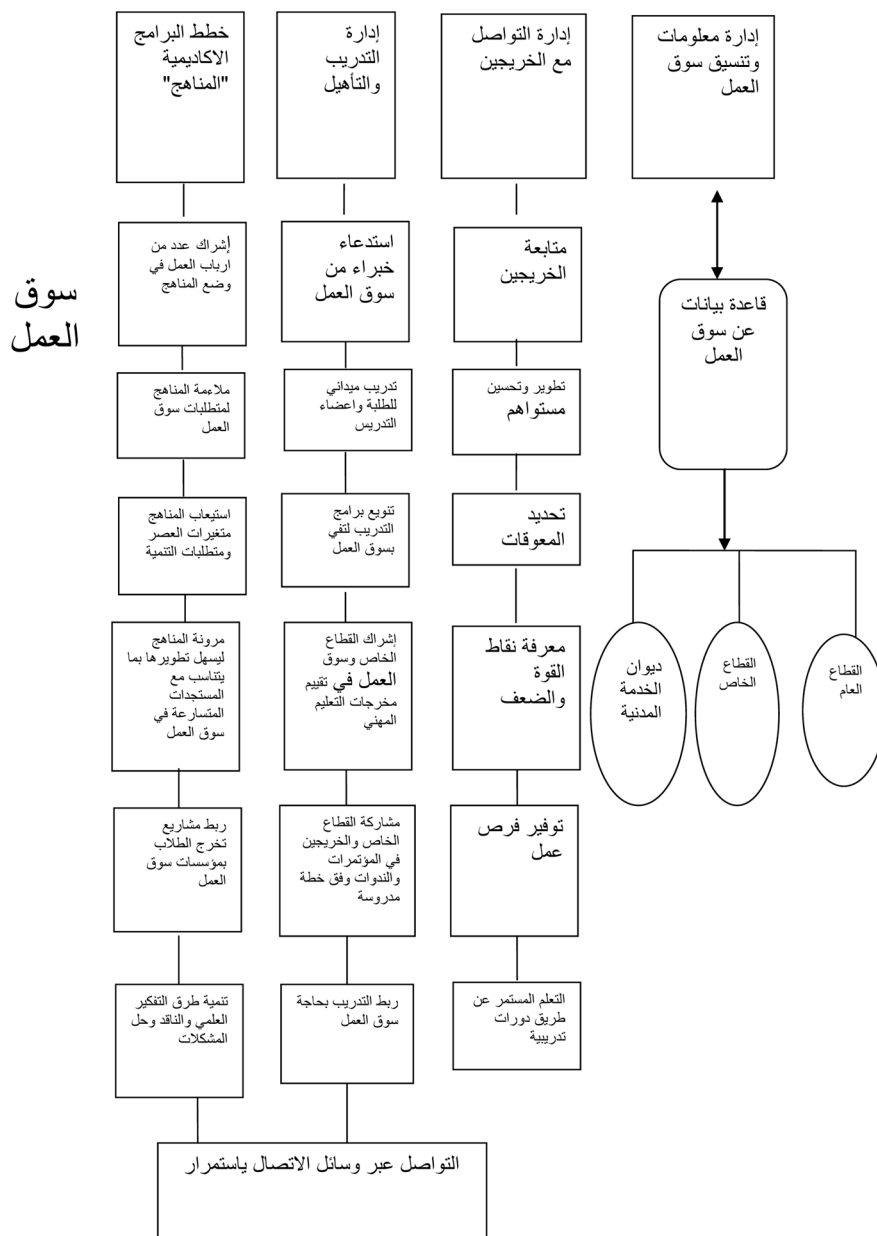 إدارة معلومات
وتنسيق سوق
العمل
قاعدة بيانات
عن سوق
العمل
القطاع
العام
القطاع
الخاص
ديوان
الخدمة
المدنية
إدارة التواصل
مع الخريجين
متابعة
الخريجين
تطوير وتحسين
مستواهم
تحديد
المعوقات
معرفة نقاط
القوة
والضعف
توفير فرص
عمل
التعلم المستمر عن
طريق دورات
تدريبية
إدارة
التدريب
والتأهيل
استدعاء
خبراء من
سوق العمل
تدريب ميداني
للطلبة واعضاء
التدريس
تنويع برامج
التدريب لتفي
بسوق العمل
إشراك القطاع
الخاص وسوق
العمل في تقييم
مخرجات التعليم
المهني
مشاركة القطاع
الخاص والخريجين
في المؤتمرات
والندوات وفق خطة
مدروسة
ربط التدريب بحاجة
سوق العمل
خطط البرامج
الاكاديمية
"المناهج"
إشراك عدد من
ارباب العمل في
وضع المناهج
ملاءمة المناهج
لمتطلبات سوق
العمل
استيعاب المناهج
متغيرات العصر
ومتطلبات التنمية
مرونة المناهج
ليسهل تطويرها بما
يتناسب مع
المستجدات
المتسارعة في
سوق العمل
ربط مشاريع
تخرج الطلاب
بمؤسسات سوق
العمل
تنمية طرق التفكير
العلمي والناقد وحل
المشكلات
سوق
العمل
التواصل عبر وسائل الاتصال ياستمرار